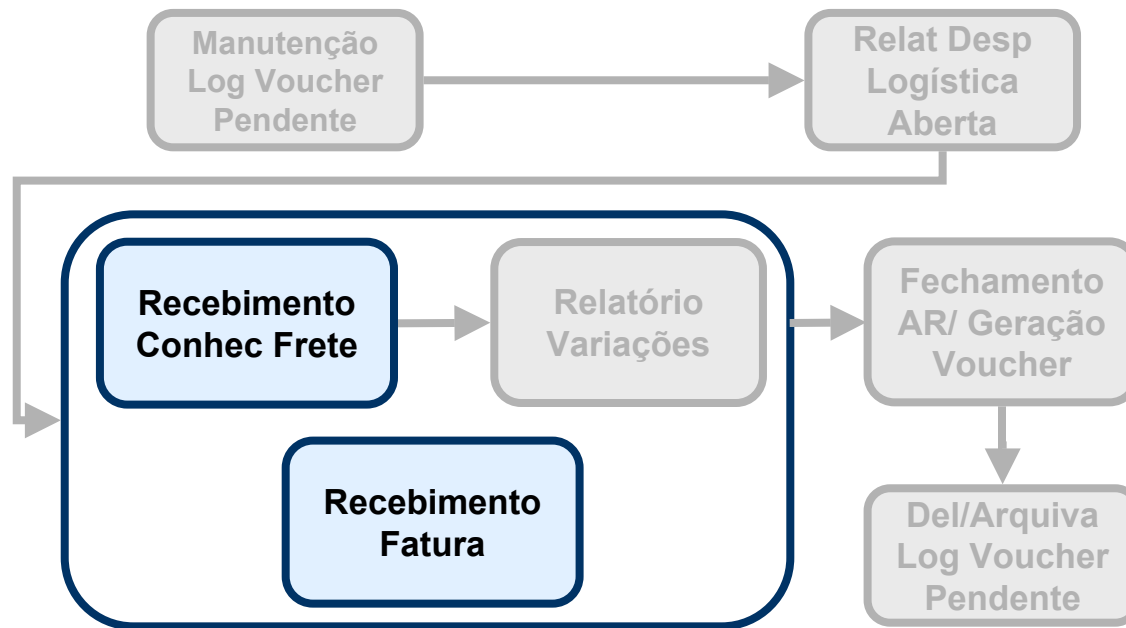 Manutenção
Log Voucher
Pendente
Relat Desp
Logística
Aberta
Recebimento
Conhec Frete
Relatório
Variações
Fechamento
AR/ Geração
Voucher
Recebimento
Fatura
Del/Arquiva
Log Voucher
Pendente